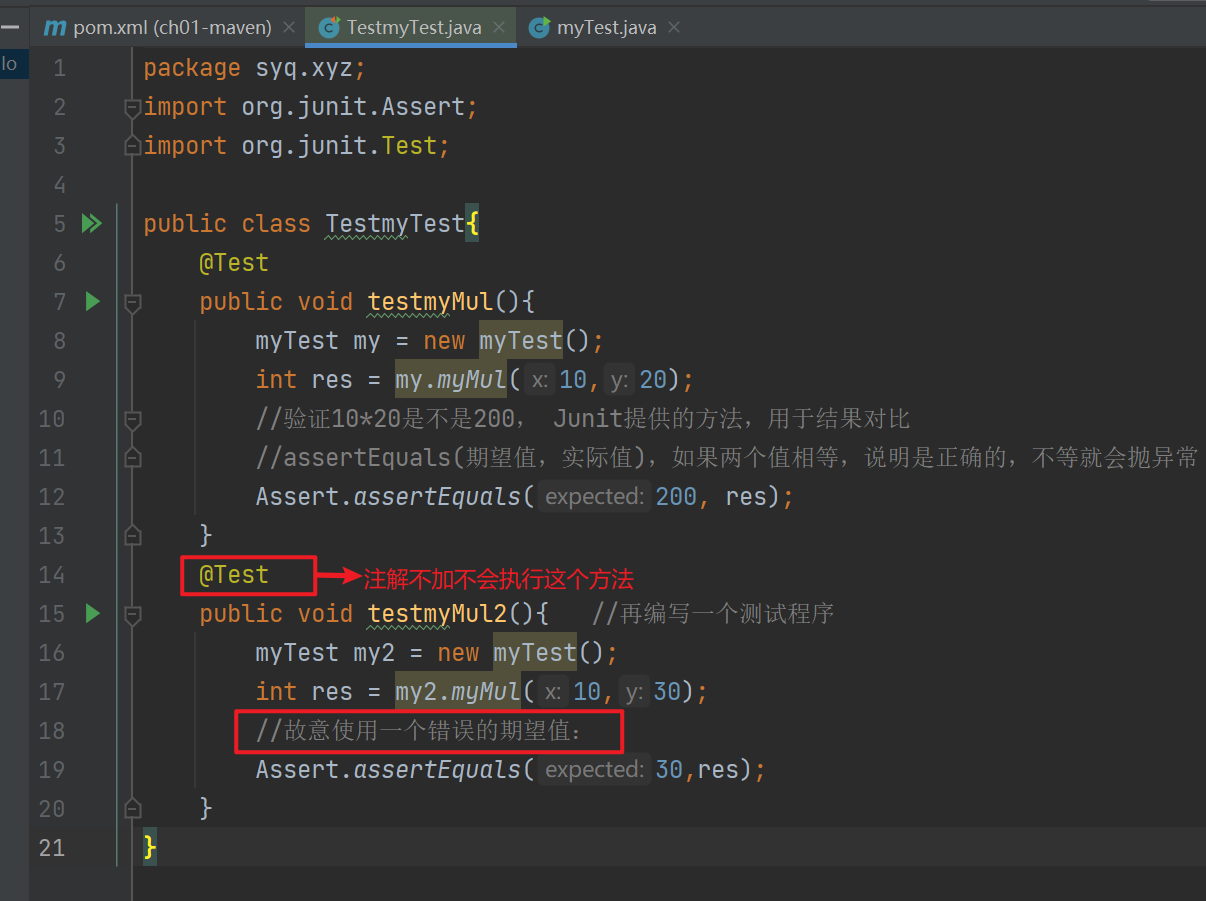 pom.xml (ch01-maven) TestmyTest.java myTest.java
lo
1 package syq.xyz;
2 import org.junit.Assert;
3 import org.junit.Test;
4
5 public class TestmyTest{
6 @Test
7 public void testmyMul(){
8 myTest my = new myTest();
9 int res = my.myMul( x: 10, y: 20);
10 //验证10*20是不是200， Junit提供的方法，用于结果对比
11 //assertEquals(期望值，实际值)，如果两个值相等，说明是正确的，不等就会抛异常
12 Assert.assertEquals( expected: 200, res);
13 }
14 @Test 注解不加不会执行这个方法
15 public void testmyMul2(){ //再编写一个测试程序
16 myTest my2 = new myTest();
17 int res = my2.myMul( x: 10, y: 30);
18 //故意使用一个错误的期望值：
19 Assert.assertEquals( expected: 30,res);
20 }
21 }